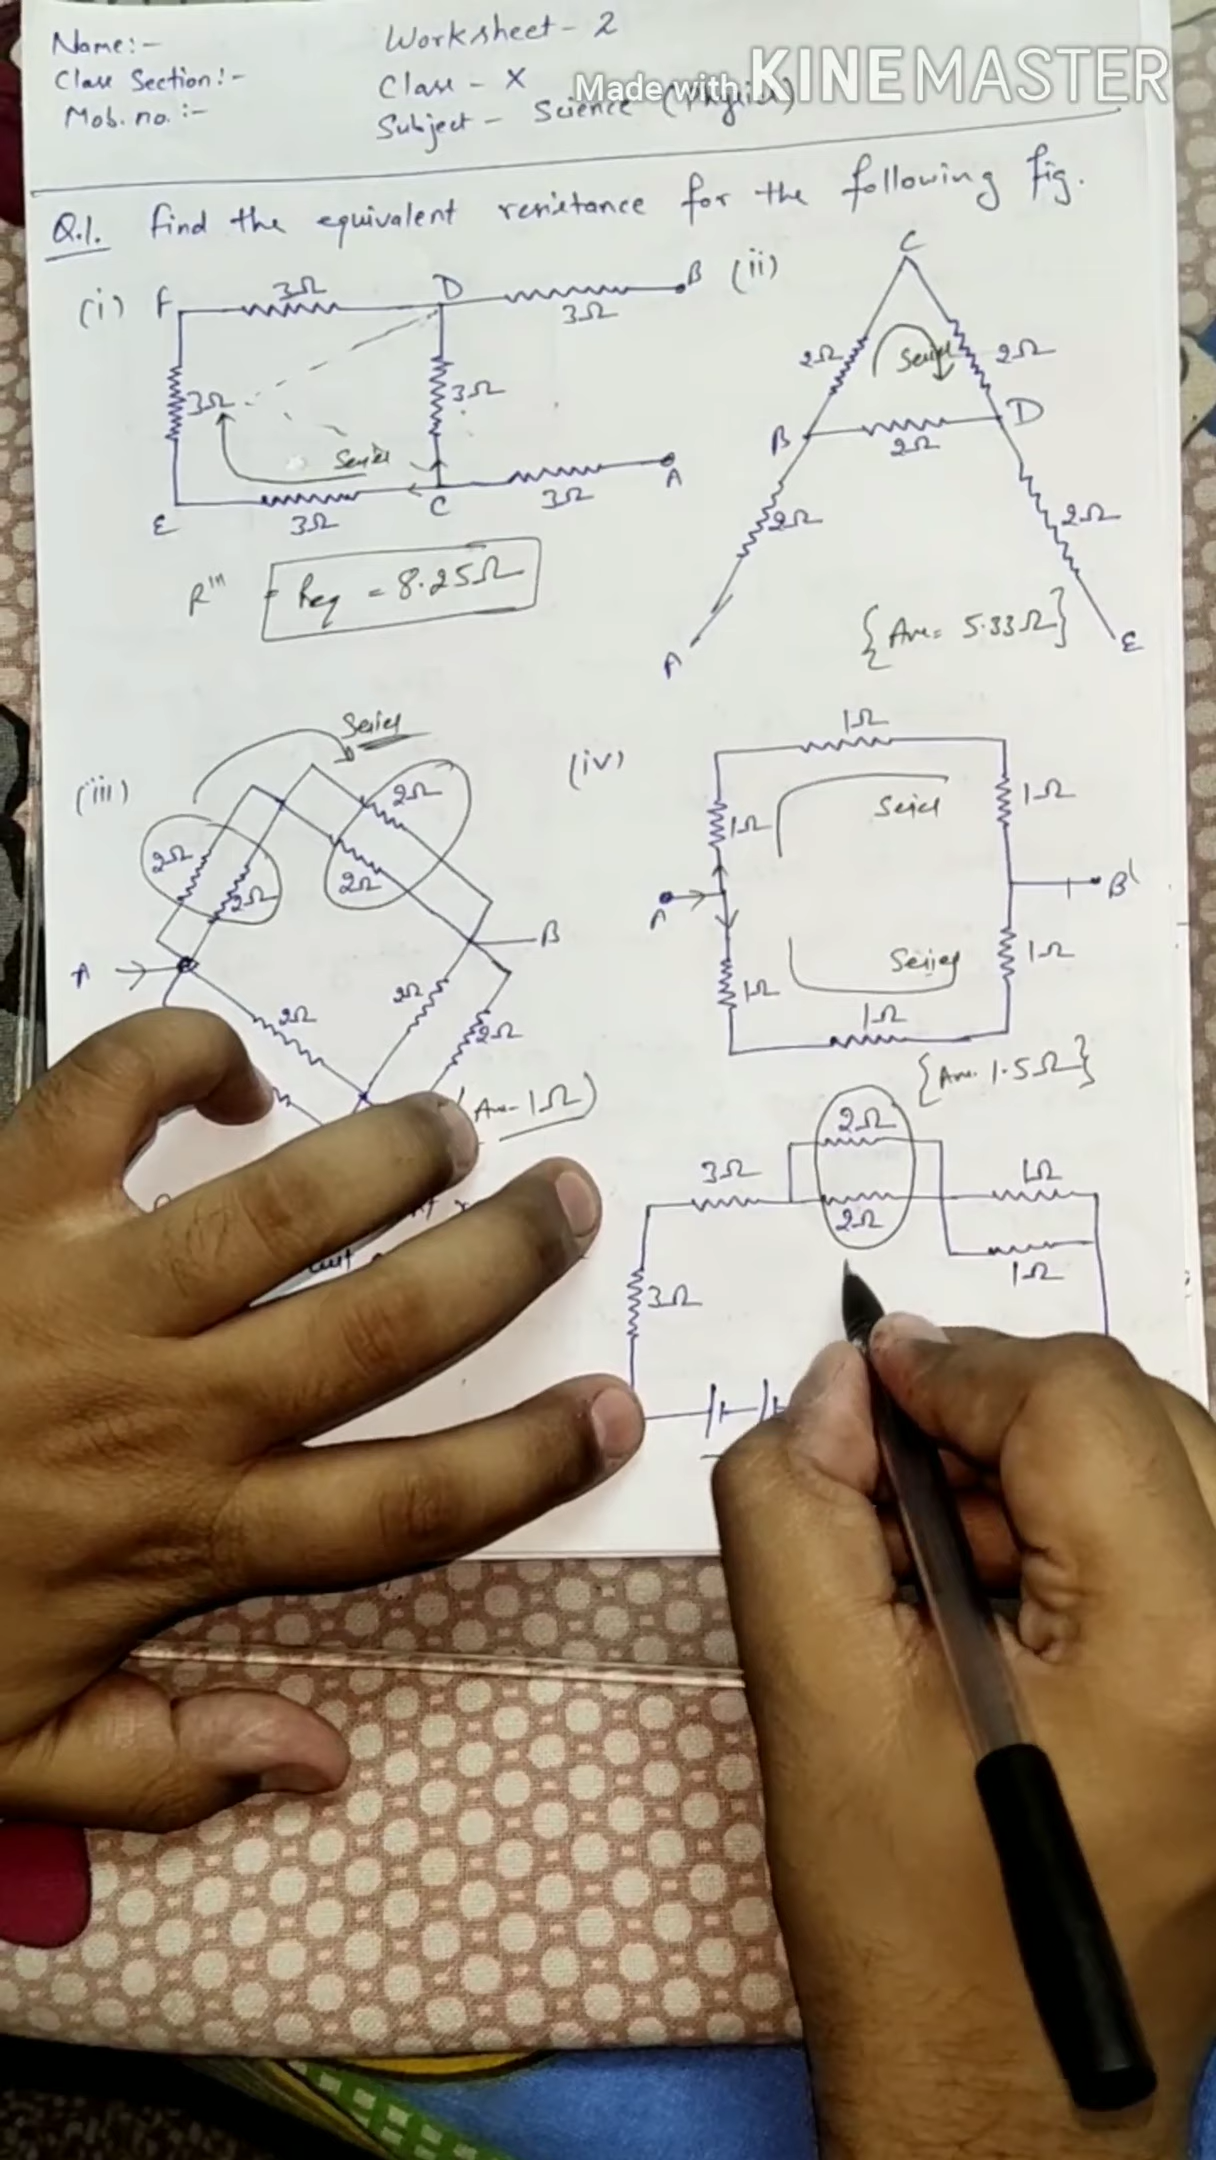 Name:-
Class Section:-
Mob. no. :-
Worksheet - 2
Class - X
Subject - Science (Physics)
Made with KINEMASTER
Q.1. find the equivalent resistance for the following fig.
(i) F 3Ω D 3Ω B
3Ω 3Ω
Series
E 3Ω C 3Ω A
R''' = Req = 8.25Ω
(ii) C
2Ω Series 2Ω
B 2Ω D
2Ω 2Ω
A E
{Ans = 5.33Ω}
(iii) Series
2Ω 2Ω
2Ω 2Ω
A B
2Ω 2Ω 2Ω
Ans - 1Ω)
(iv) 1Ω
1Ω Series 1Ω
A B
1Ω Series 1Ω
1Ω
{Ans. 1.5Ω}
2Ω
3Ω 1Ω
2Ω
3Ω 1Ω